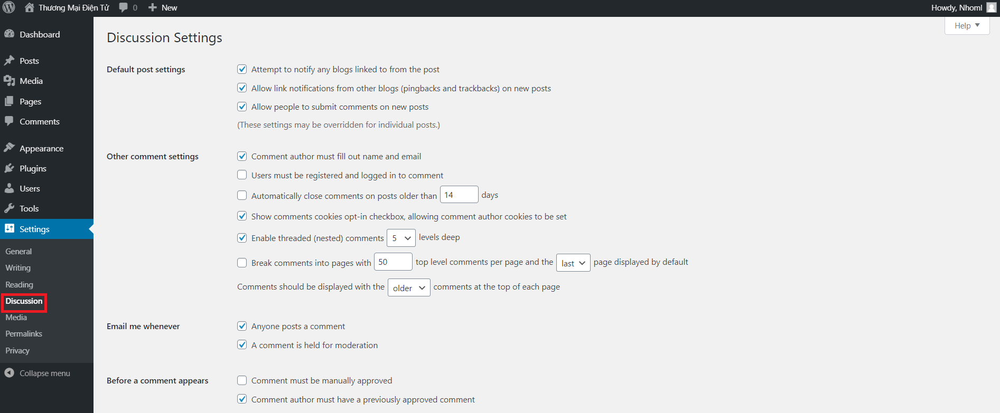 Thương Mại Điện Tử 0 New Howdy, Nhoml
Help
Dashboard
Posts
Media
Pages
Comments
Appearance
Plugins
Users
Tools
Settings
General
Writing
Reading
Discussion
Media
Permalinks
Privacy
Collapse menu
Discussion Settings
Default post settings
Attempt to notify any blogs linked to from the post
Allow link notifications from other blogs (pingbacks and trackbacks) on new posts
Allow people to submit comments on new posts
(These settings may be overridden for individual posts.)
Other comment settings
Comment author must fill out name and email
Users must be registered and logged in to comment
Automatically close comments on posts older than 14 days
Show comments cookies opt-in checkbox, allowing comment author cookies to be set
Enable threaded (nested) comments 5 levels deep
Break comments into pages with 50 top level comments per page and the last page displayed by default
Comments should be displayed with the older comments at the top of each page
Email me whenever
Anyone posts a comment
A comment is held for moderation
Before a comment appears
Comment must be manually approved
Comment author must have a previously approved comment